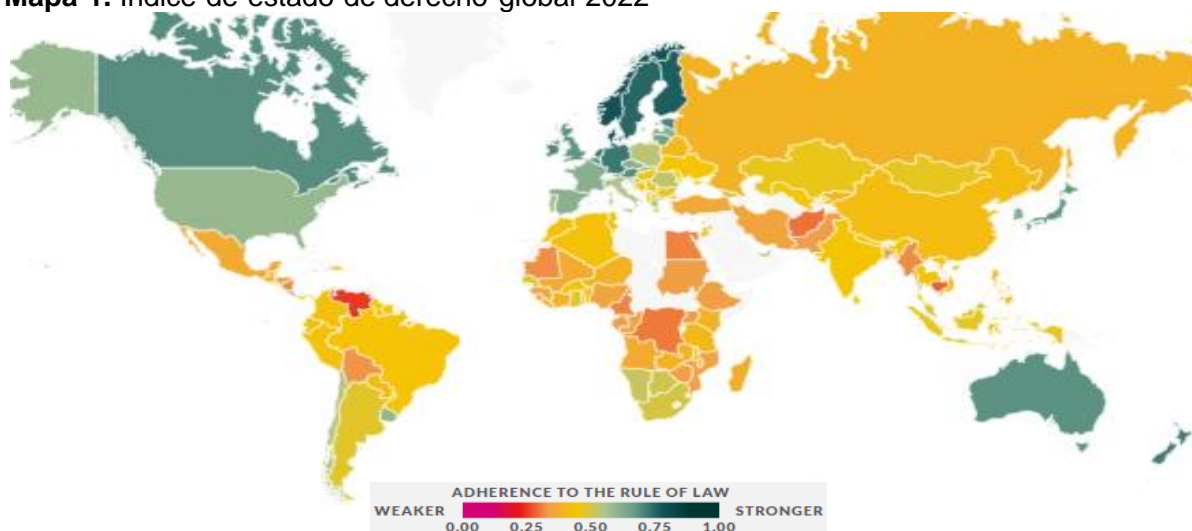 Mapa 1. Índice de estado de derecho global 2022
ADHERENCE TO THE RULE OF LAW
WEAKER STRONGER
0.00 0.25 0.50 0.75 1.00